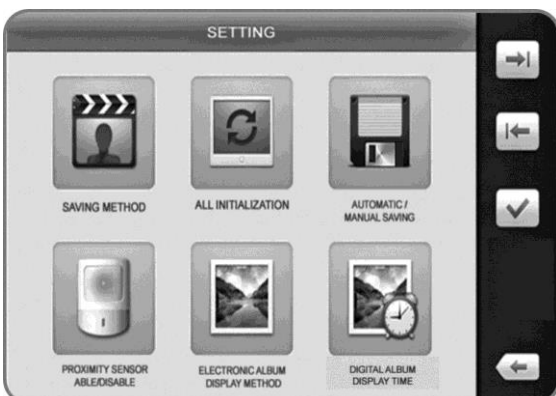 SETTING
SAVING METHOD
ALL INITIALIZATION
AUTOMATIC /
MANUAL SAVING
PROXIMITY SENSOR
ABLE/DISABLE
ELECTRONIC ALBUM
DISPLAY METHOD
DIGITAL ALBUM
DISPLAY TIME